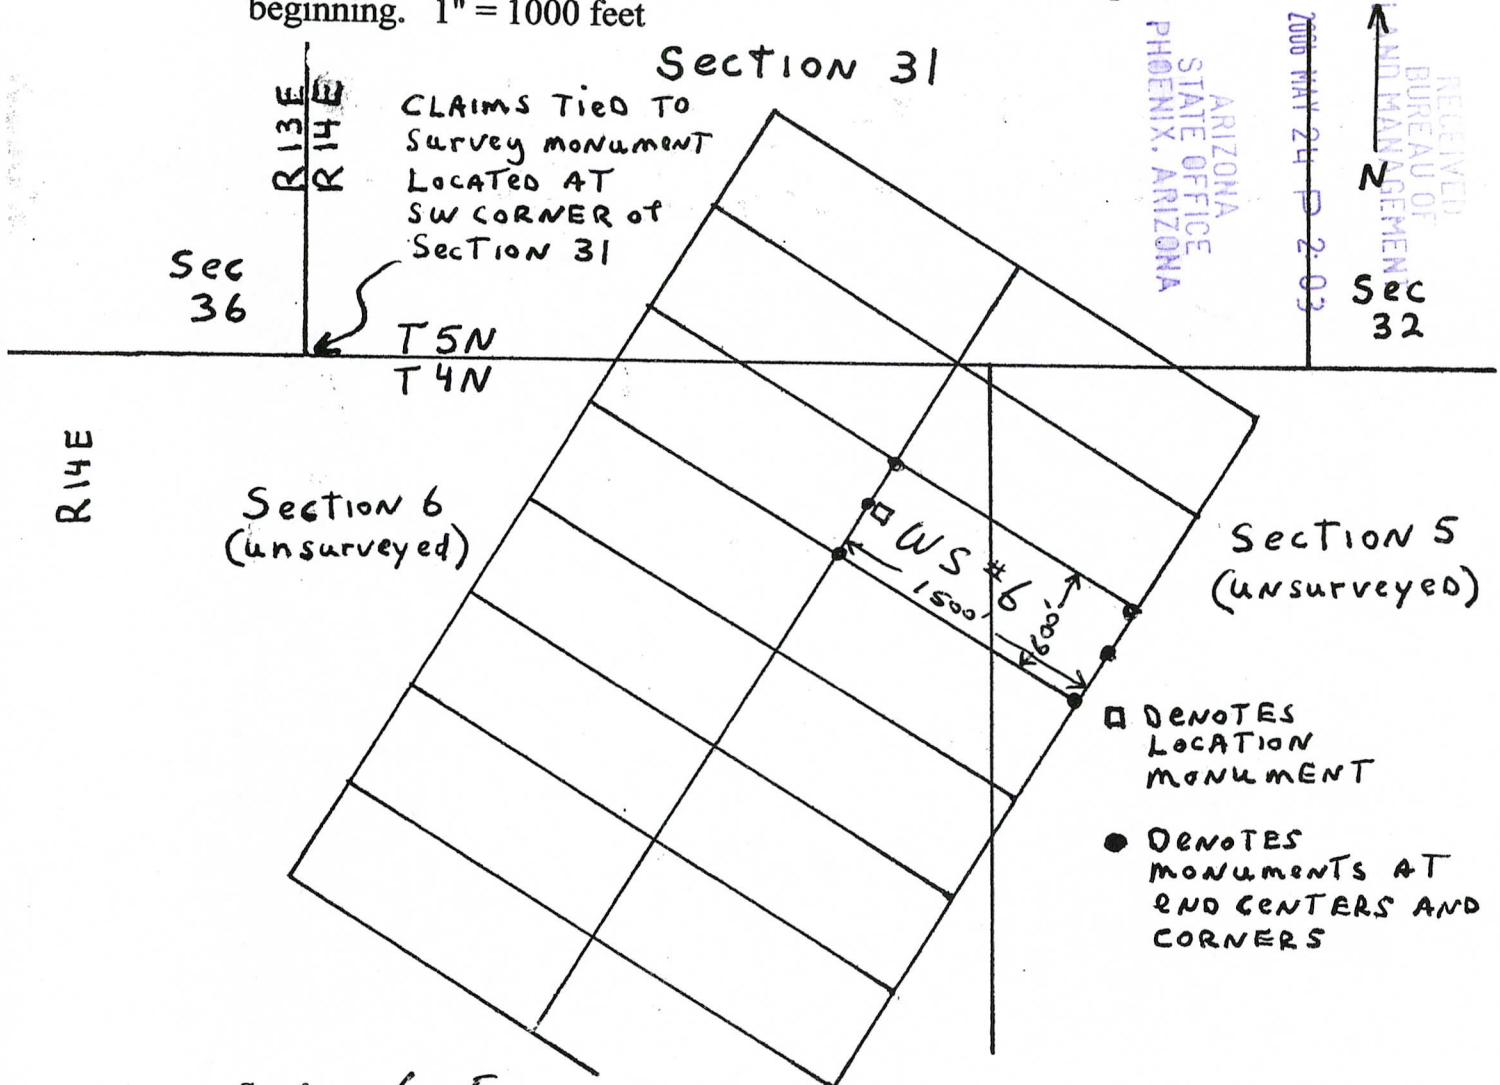 beginning. 1" = 1000 feet
SECTION 31
R13E
R14E
CLAIMS TIED TO
Survey monument
LOCATED AT
SW CORNER of
SECTION 31
RECEIVED
BUREAU OF
LAND MANAGEMENT
2006 MAY 24 P 2:03
ARIZONA
STATE OFFICE
PHOENIX, ARIZONA
N
Sec
36
Sec
32
T 5N
T 4N
R14E
Section 6
(unsurveyed)
WS #6
1500'
600'
SECTION 5
(unsurveyed)
DENOTES
LOCATION
MONUMENT
DENOTES
monuments AT
END CENTERS AND
CORNERS